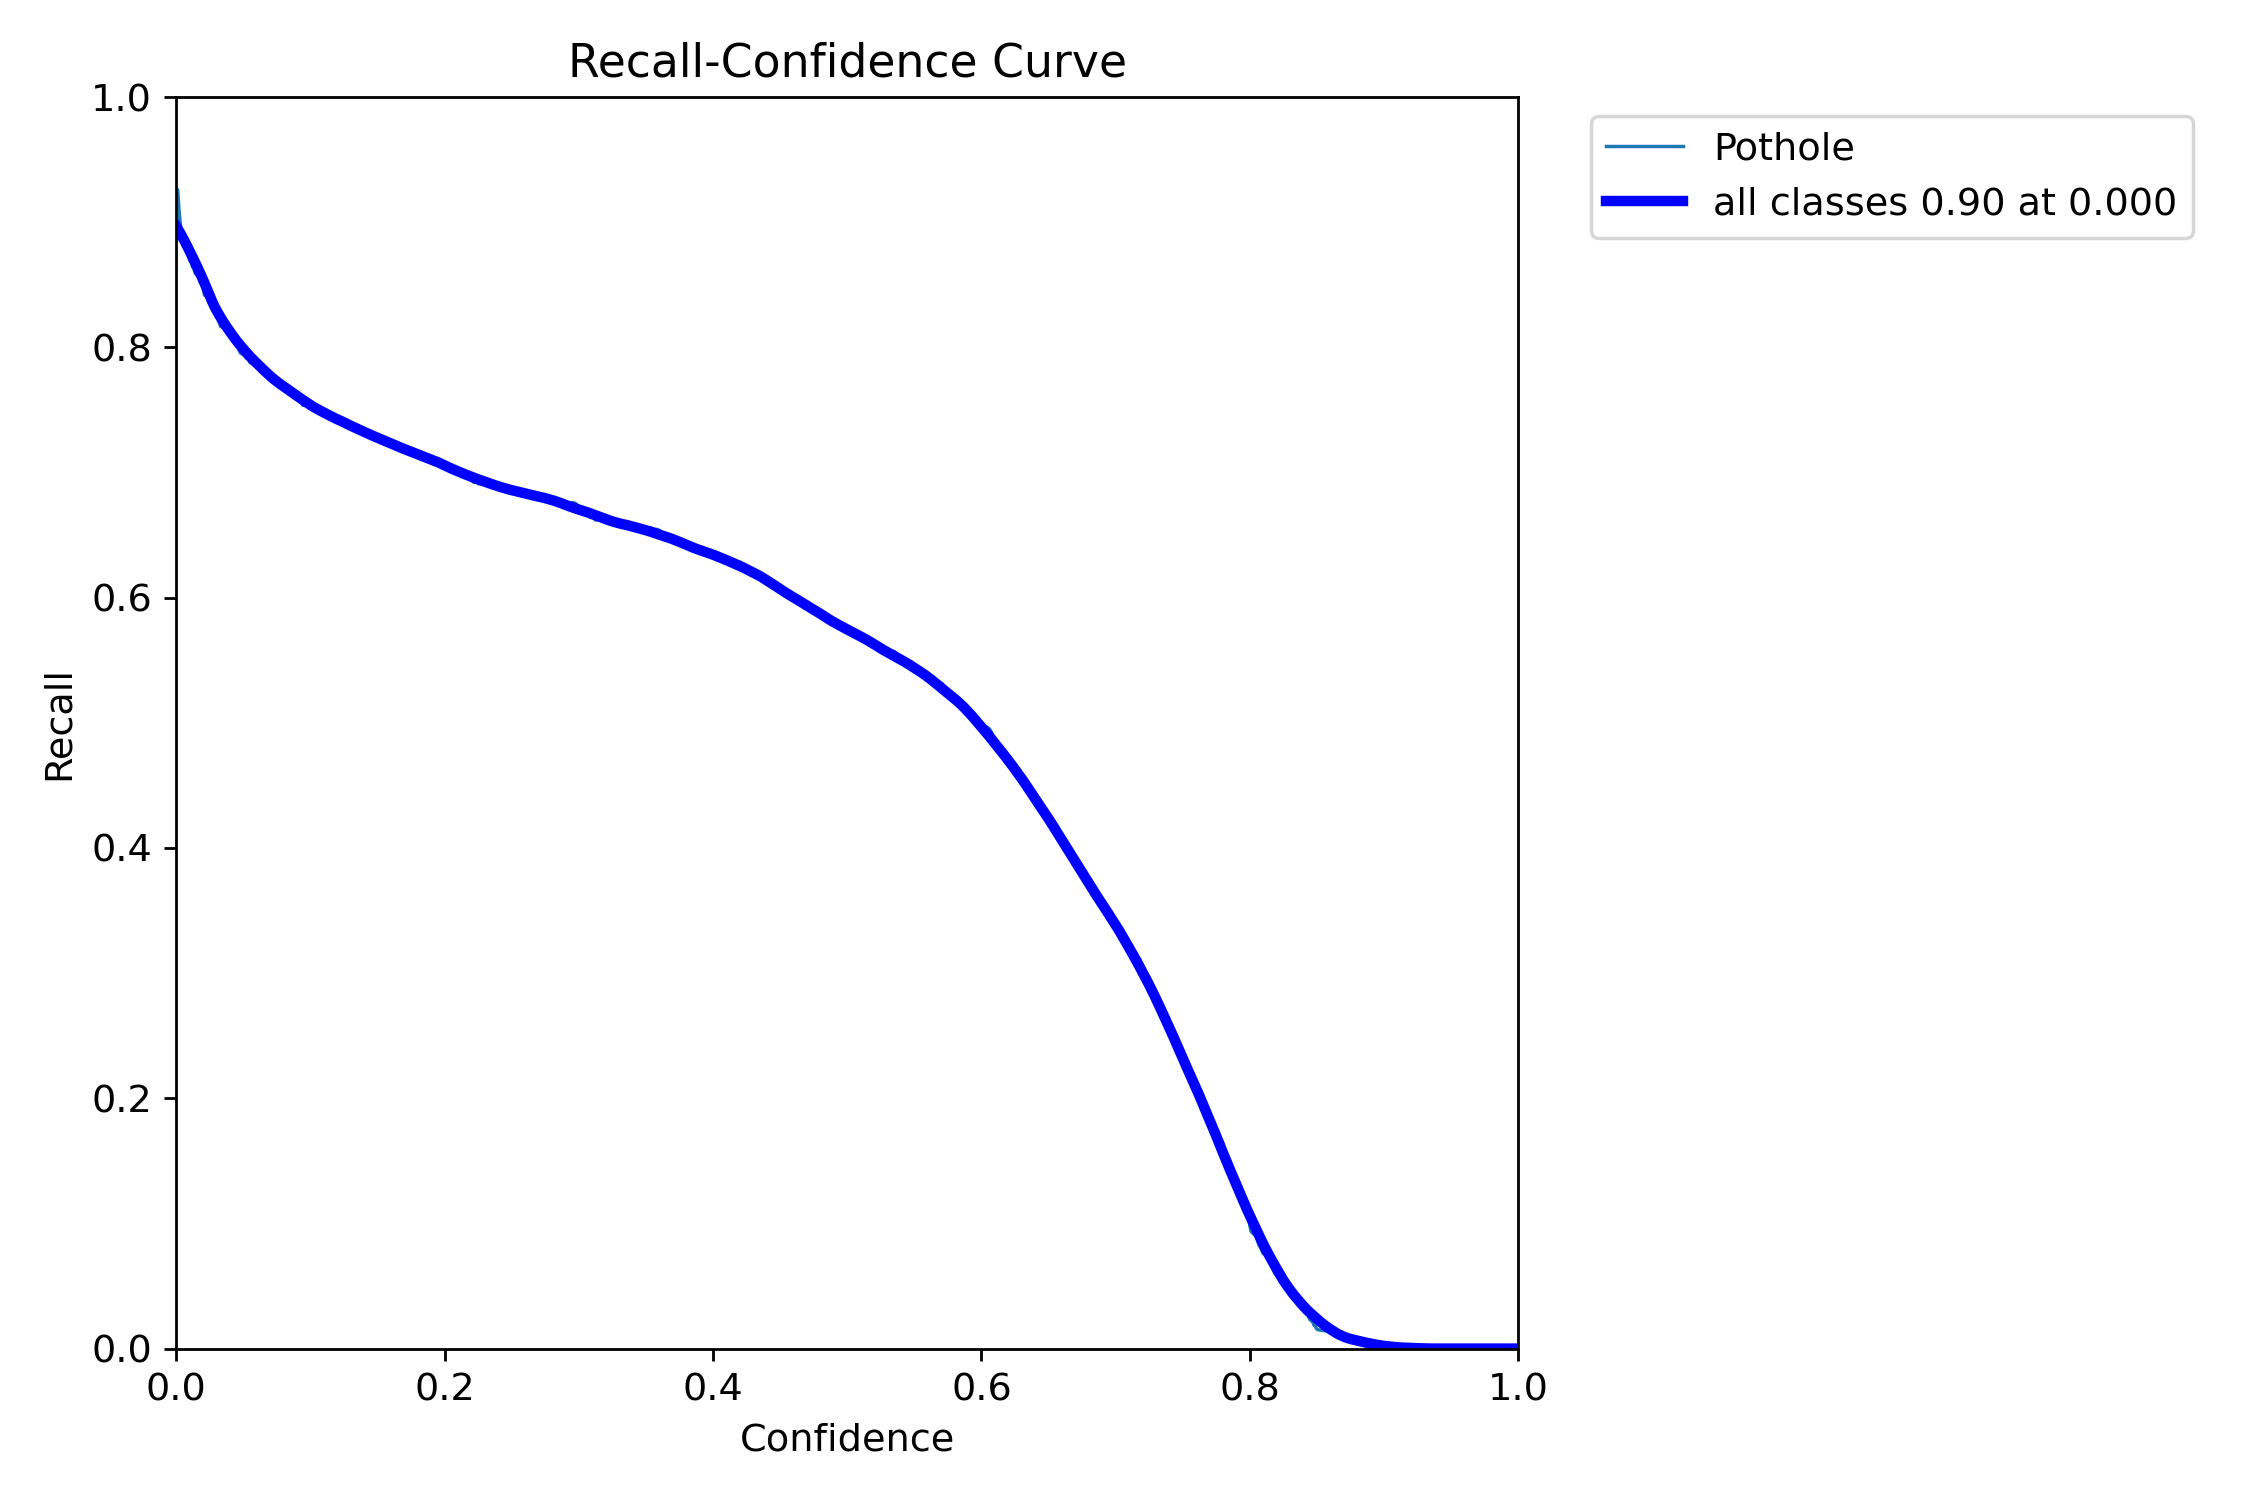 Recall-Confidence Curve
1.0
0.8
0.6
0.4
0.2
0.0
Recall
0.0 0.2 0.4 0.6 0.8 1.0
Confidence
Pothole
all classes 0.90 at 0.000